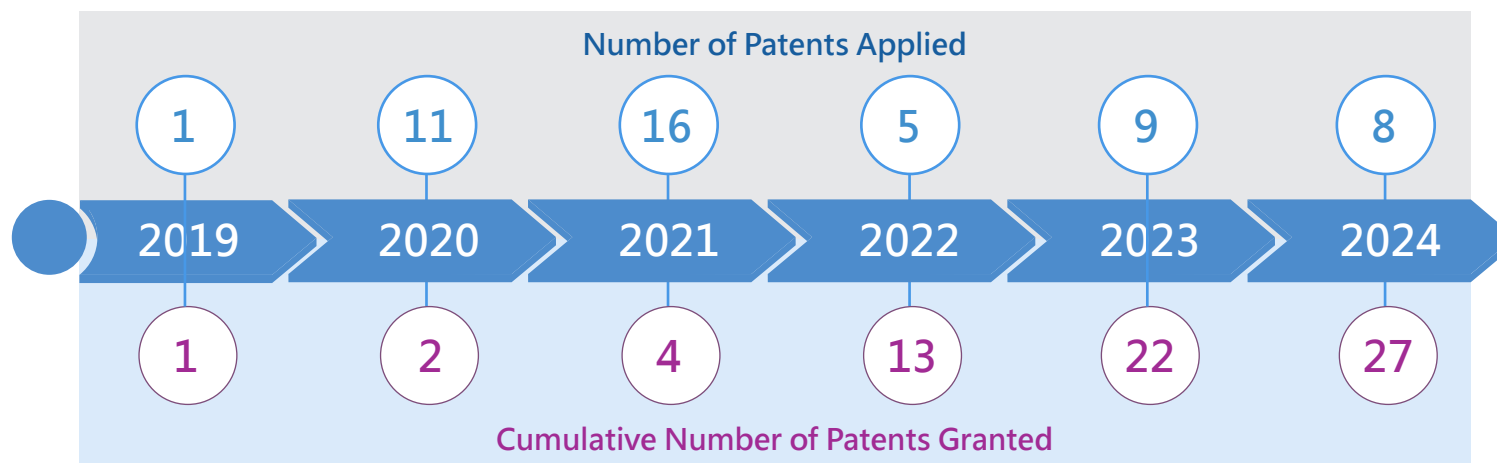 Number of Patents Applied
1 11 16 5 9 8
2019 2020 2021 2022 2023 2024
1 2 4 13 22 27
Cumulative Number of Patents Granted